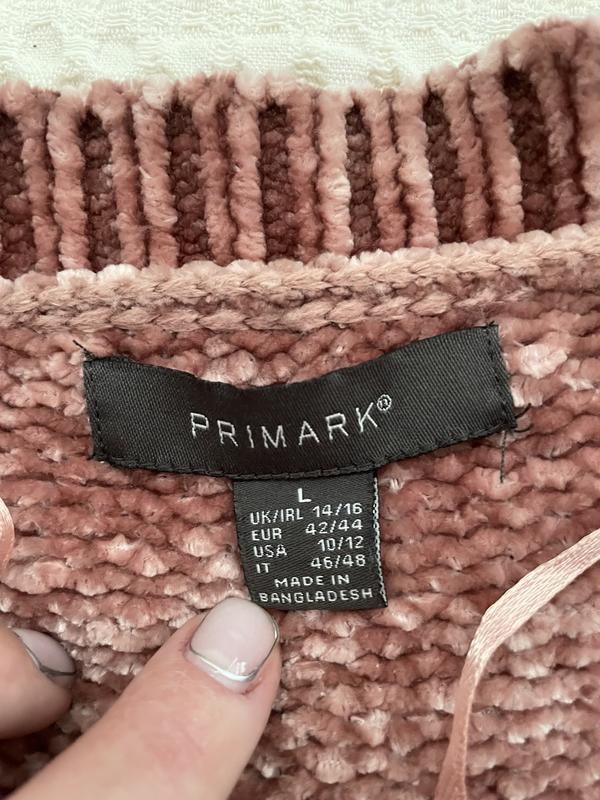 PRIMARK®
L
UK/IRL 14/16
EUR 42/44
USA 10/12
IT 46/48
MADE IN
BANGLADESH